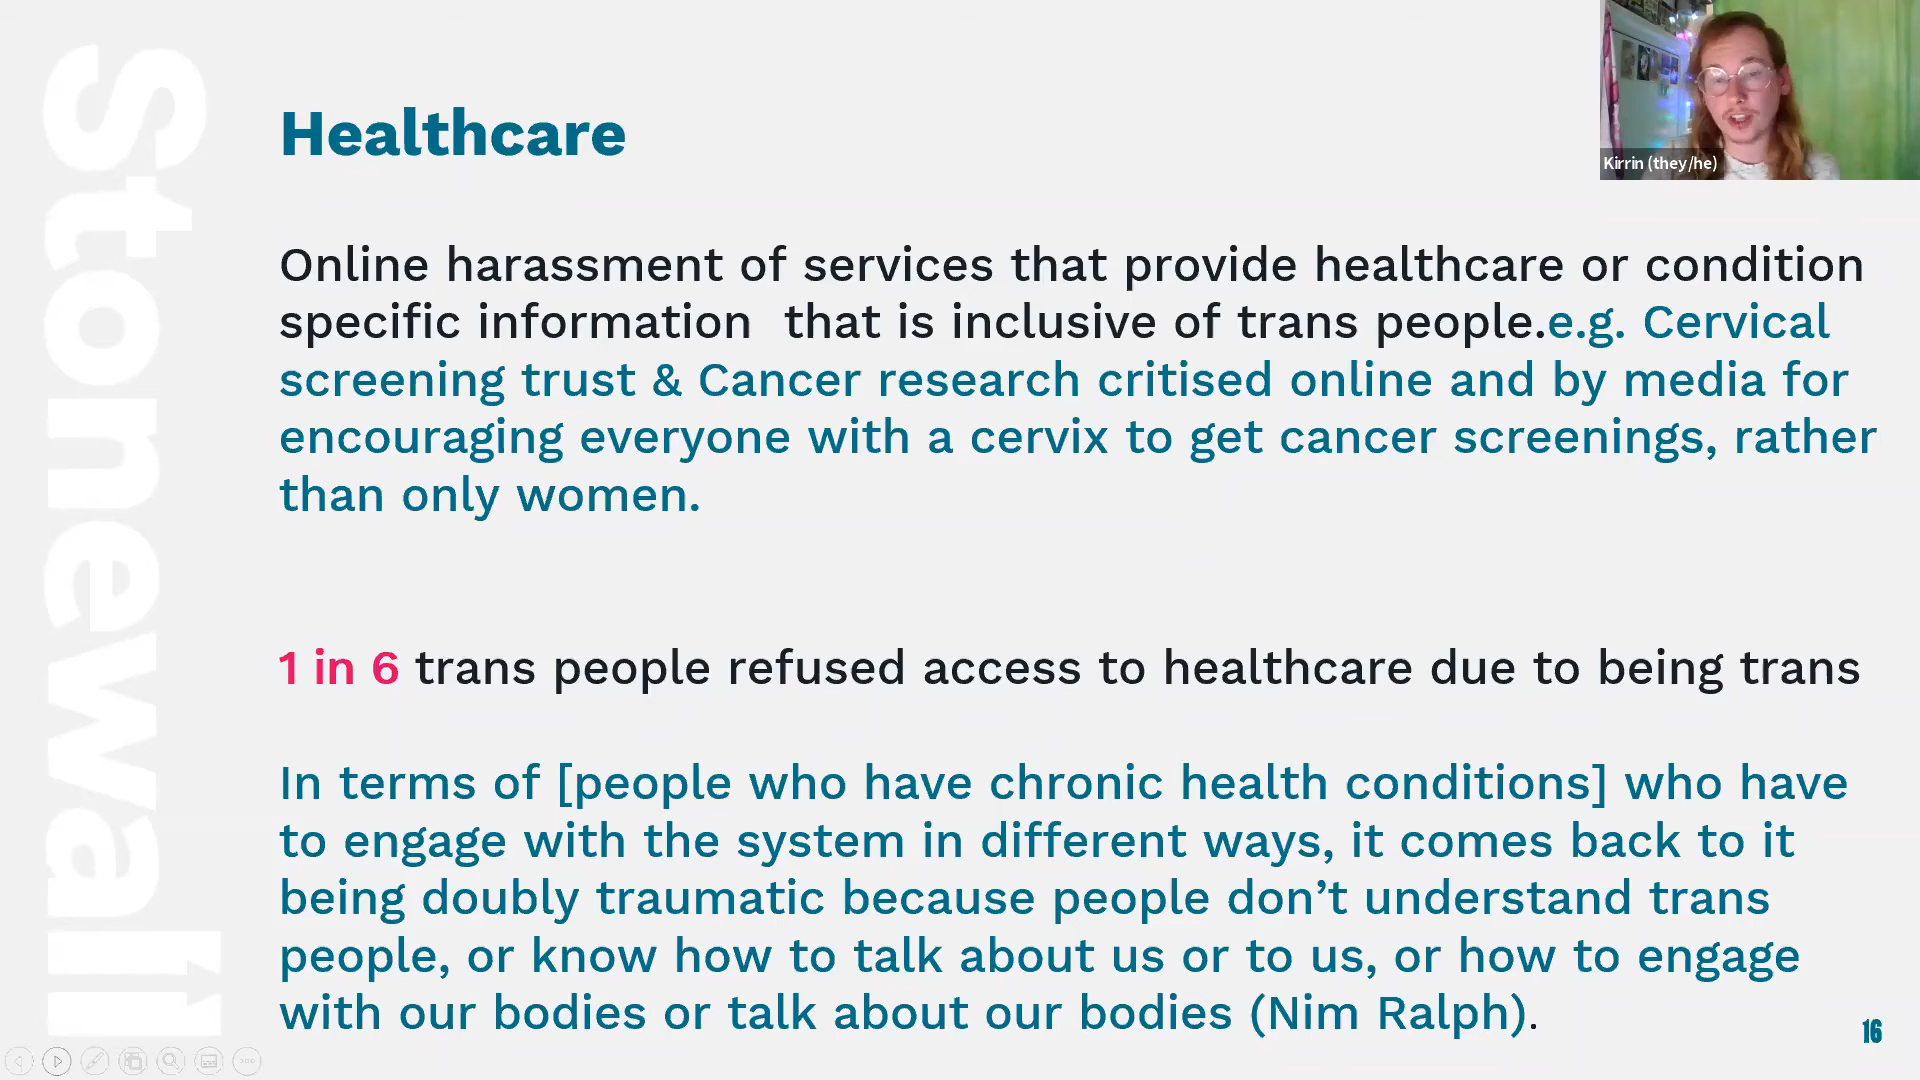 Stonewall
Healthcare
Kirrin (they/he)
Online harassment of services that provide healthcare or condition
specific information  that is inclusive of trans people.e.g. Cervical
screening trust & Cancer research critised online and by media for
encouraging everyone with a cervix to get cancer screenings, rather
than only women.
1 in 6 trans people refused access to healthcare due to being trans
In terms of [people who have chronic health conditions] who have
to engage with the system in different ways, it comes back to it
being doubly traumatic because people don’t understand trans
people, or know how to talk about us or to us, or how to engage
with our bodies or talk about our bodies (Nim Ralph).
16